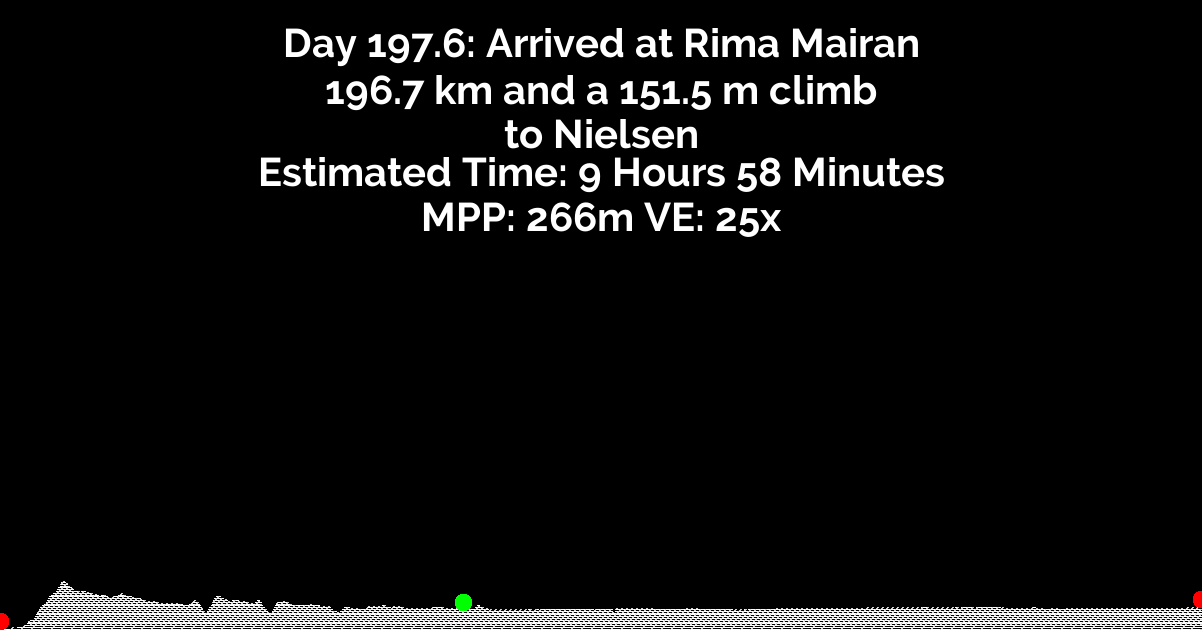 Day 197.6: Arrived at Rima Mairan
196.7 km and a 151.5 m climb
to Nielsen
Estimated Time: 9 Hours 58 Minutes
MPP: 266m VE: 25x